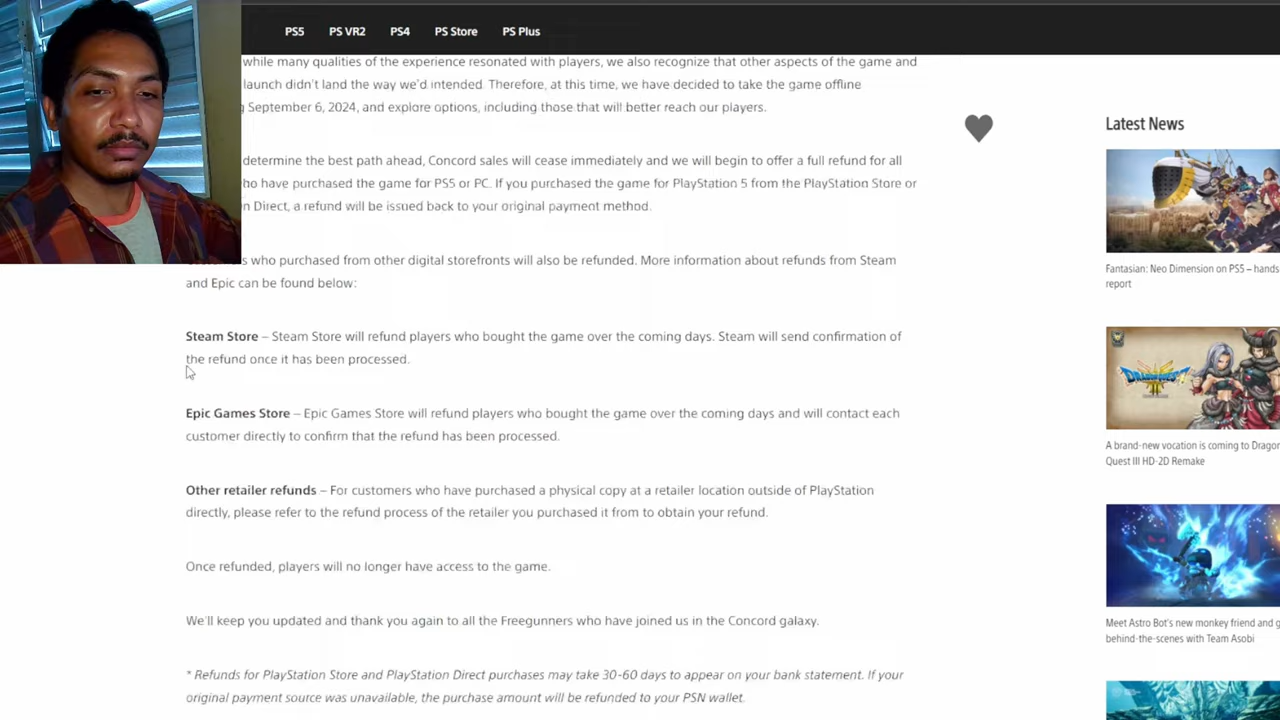 PS5 PS VR2 PS4 PS Store PS Plus
while many qualities of the experience resonated with players, we also recognize that other aspects of the game and
launch didn't land the way we'd intended. Therefore, at this time, we have decided to take the game offline
September 6, 2024, and explore options, including those that will better reach our players.
determine the best path ahead, Concord sales will cease immediately and we will begin to offer a full refund for all
have purchased the game for PS5 or PC. If you purchased the game for PlayStation 5 from the PlayStation Store or
Direct, a refund will be issued back to your original payment method.
who purchased from other digital storefronts will also be refunded. More information about refunds from Steam
and Epic can be found below:
Steam Store – Steam Store will refund players who bought the game over the coming days. Steam will send confirmation of
the refund once it has been processed.
Epic Games Store – Epic Games Store will refund players who bought the game over the coming days and will contact each
customer directly to confirm that the refund has been processed.
Other retailer refunds – For customers who have purchased a physical copy at a retailer location outside of PlayStation
directly, please refer to the refund process of the retailer you purchased it from to obtain your refund.
Once refunded, players will no longer have access to the game.
We'll keep you updated and thank you again to all the Freegunners who have joined us in the Concord galaxy.
* Refunds for PlayStation Store and PlayStation Direct purchases may take 30-60 days to appear on your bank statement. If your
original payment source was unavailable, the purchase amount will be refunded to your PSN wallet.
Latest News
Fantasian: Neo Dimension on PS5 – hands
report
DRAGON QUEST III
A brand-new vocation is coming to Dragon
Quest III HD-2D Remake
Meet Astro Bot's new monkey friend and g
behind-the-scenes with Team Asobi